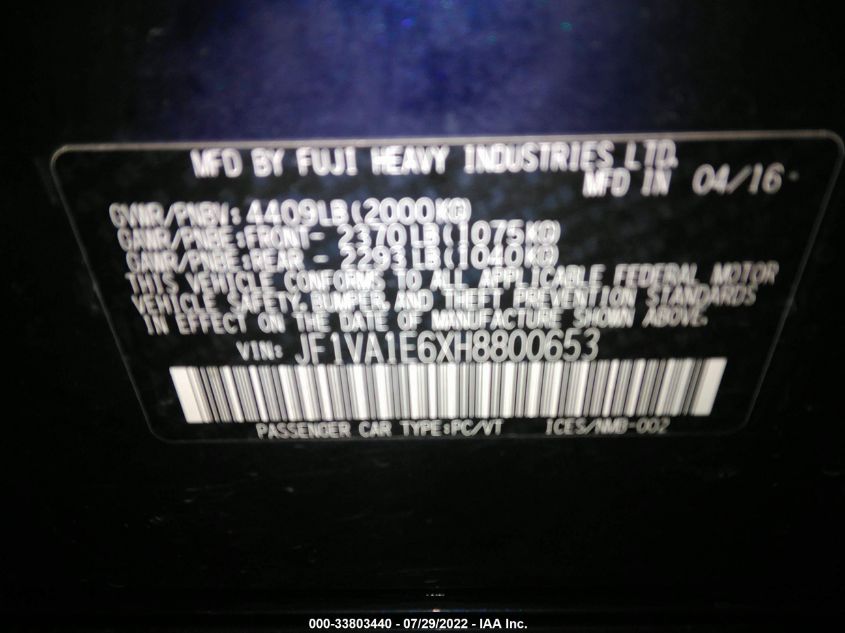 MFD BY FUJI HEAVY INDUSTRIES LTD.
MFD IN 04/16
GVWR/PNBV: 4409LB(2000KG)
GAWR/PNBE:FRONT- 2370LB(1075KG)
GAWR/PNBE:REAR - 2293LB(1040KG)
THIS VEHICLE CONFORMS TO ALL APPLICABLE FEDERAL MOTOR
VEHICLE SAFETY, BUMPER, AND THEFT PREVENTION STANDARDS
IN EFFECT ON THE DATE OF MANUFACTURE SHOWN ABOVE.
VIN: JF1VA1E6XH8800653
PASSENGER CAR TYPE:PC/VT ICES/NMB-002
000-33803440 - 07/29/2022 - IAA Inc.